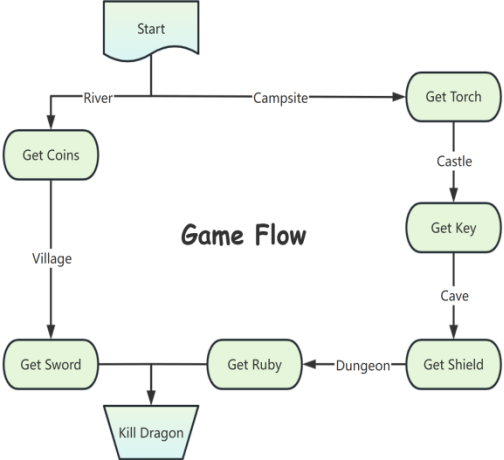 Start
River
Campsite
Get Torch
Get Coins
Castle
Get Key
Game Flow
Village
Cave
Get Sword
Get Ruby
Dungeon
Get Shield
Kill Dragon